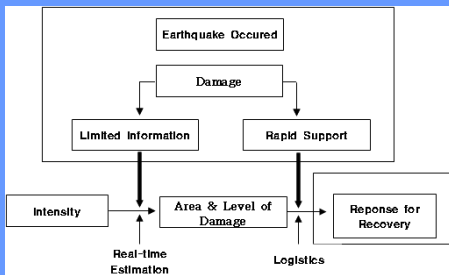 Earthquake Occured
Damage
Limited Information
Rapid Support
Intensity
Area & Level of
Damage
Reponse for
Recovery
Real-time
Estimation
Logistics